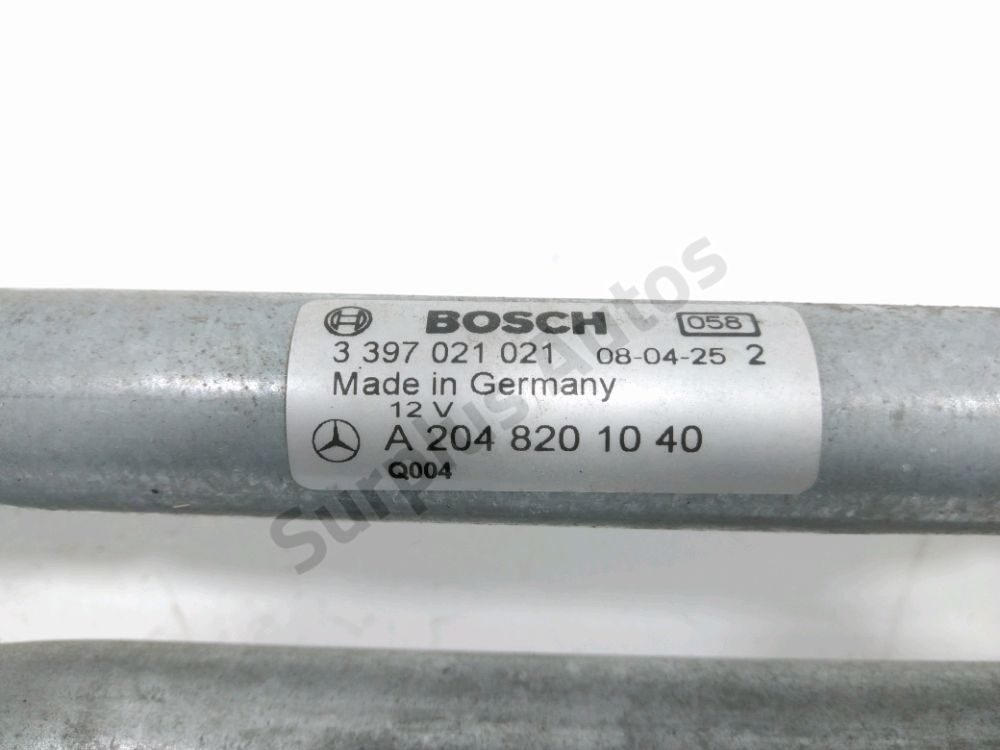 BOSCH 058
3 397 021 021 08-04-25 2
Made in Germany
12 V
A 204 820 10 40
Q004
Surplus Autos